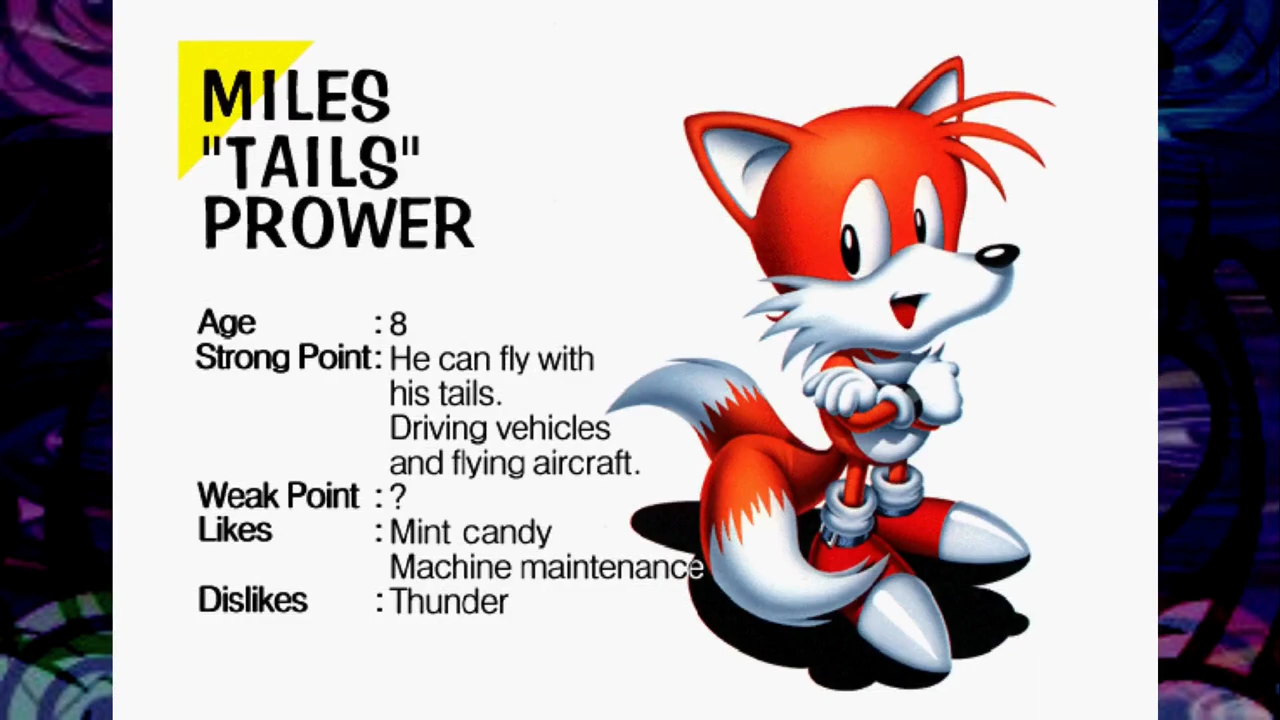 MILES
"TAILS"
PROWER
Age : 8
Strong Point : He can fly with
his tails.
Driving vehicles
and flying aircraft.
Weak Point : ?
Likes : Mint candy
Machine maintenance
Dislikes : Thunder